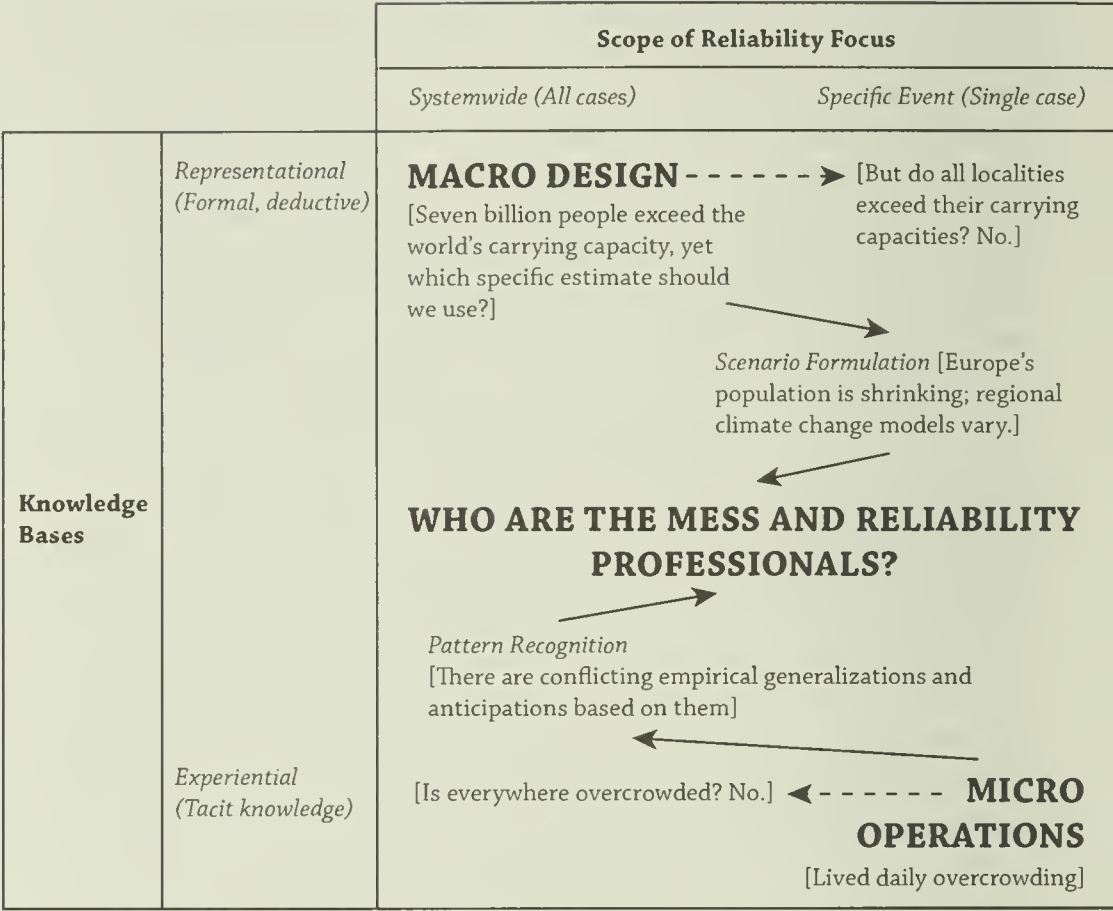 Scope of Reliability Focus
Systemwide (All cases)
Specific Event (Single case)
Knowledge
Bases
Representational
(Formal, deductive)
MACRO DESIGN
[Seven billion people exceed the
world's carrying capacity, yet
which specific estimate should
we use?]
[But do all localities
exceed their carrying
capacities? No.]
Scenario Formulation [Europe's
population is shrinking; regional
climate change models vary.]
WHO ARE THE MESS AND RELIABILITY
PROFESSIONALS?
Pattern Recognition
[There are conflicting empirical generalizations and
anticipations based on them]
Experiential
(Tacit knowledge)
[Is everywhere overcrowded? No.]
MICRO
OPERATIONS
[Lived daily overcrowding]